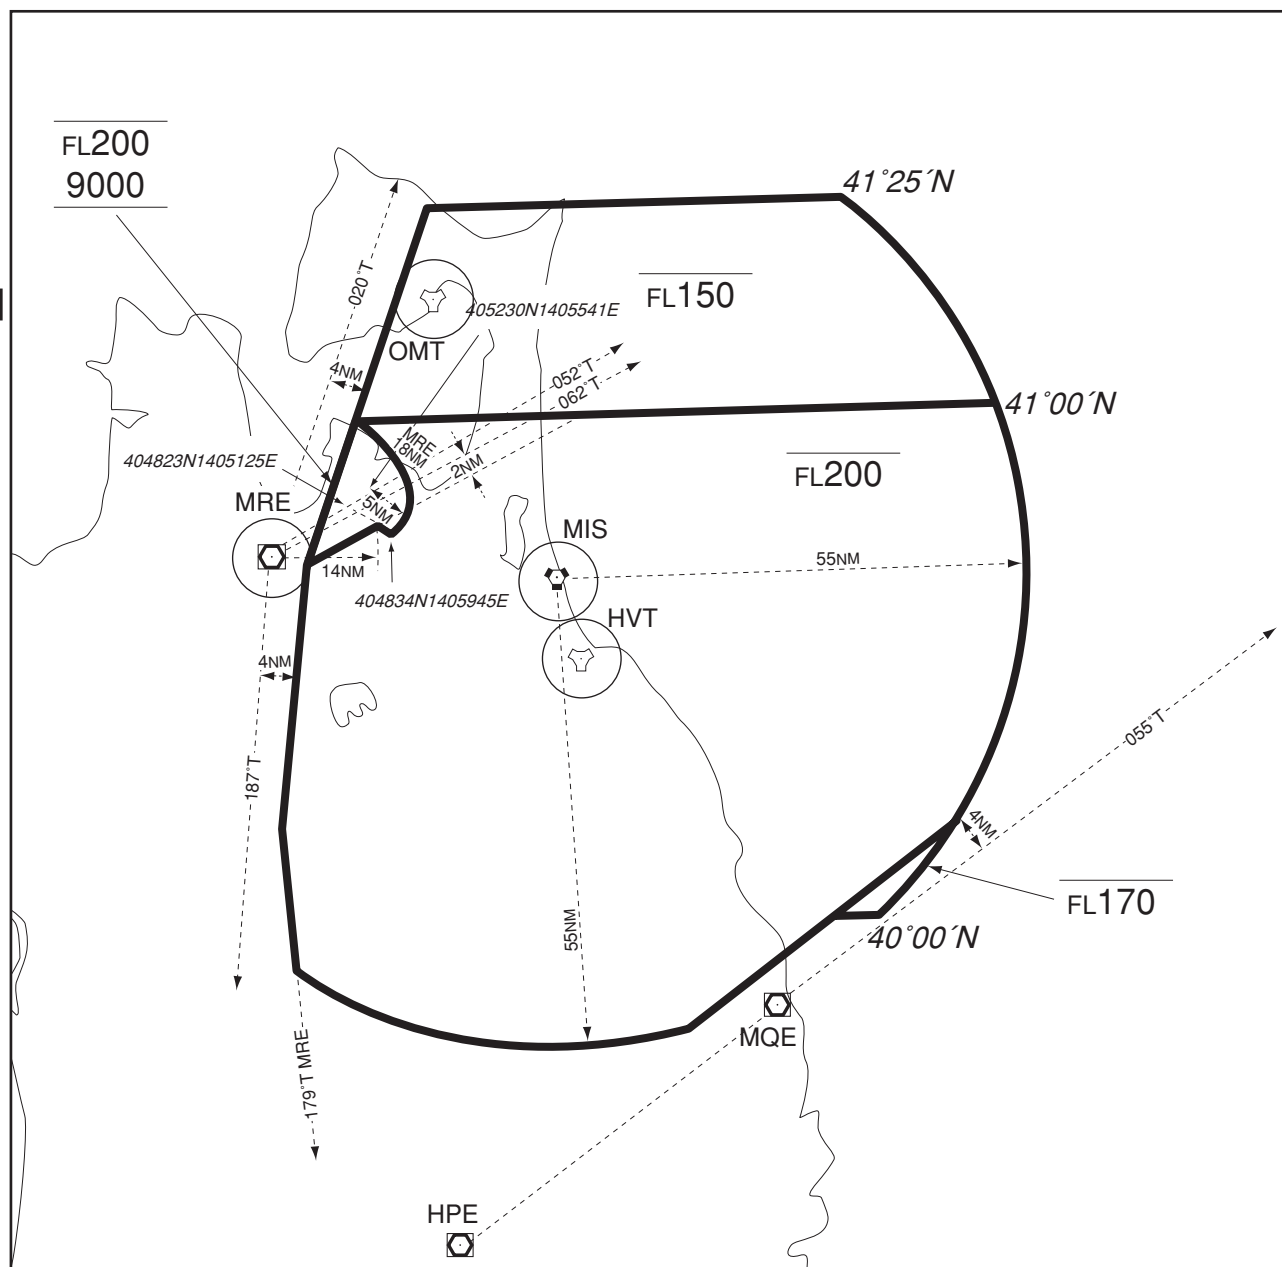 FL200
9000
41°25´N
020°T
FL150
405230N1405541E
OMT
4NM
052°T
062°T
41°00´N
MRE
18NM
2NM
404823N1405125E
FL200
MRE
5NM
MIS
14NM
55NM
404834N1405945E
HVT
4NM
187°T
055°T
4NM
FL170
55NM
40°00´N
MQE
179°T MRE
HPE